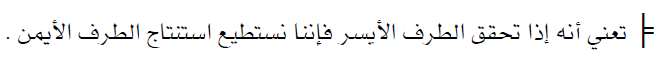 ╞ تعني أنه إذا تحقق الطرف الأيسر فإننا نستطيع استنتاج الطرف الأيمن .